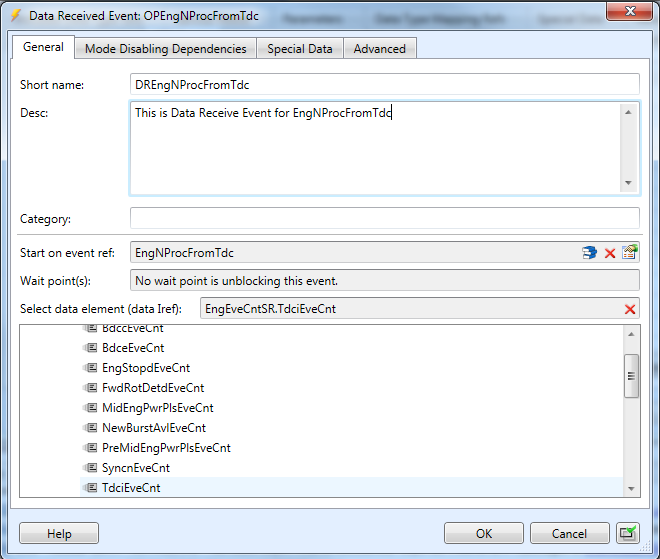 Data Received Event: OPEngNProcFromTdc
General
Mode Disabling Dependencies
Special Data
Advanced
Short name:
DREngNProcFromTdc
Desc:
This is Data Receive Event for EngNProcFromTdc
Category:
Start on event ref:
EngNProcFromTdc
Wait point(s):
No wait point is unblocking this event.
Select data element (data Iref):
EngEveCntSR.TdciEveCnt
BdccEveCnt
BdceEveCnt
EngStopdEveCnt
FwdRotDetdEveCnt
MidEngPwrPlsEveCnt
NewBurstAvlEveCnt
PreMidEngPwrPlsEveCnt
SyncnEveCnt
TdciEveCnt
Help
OK
Cancel